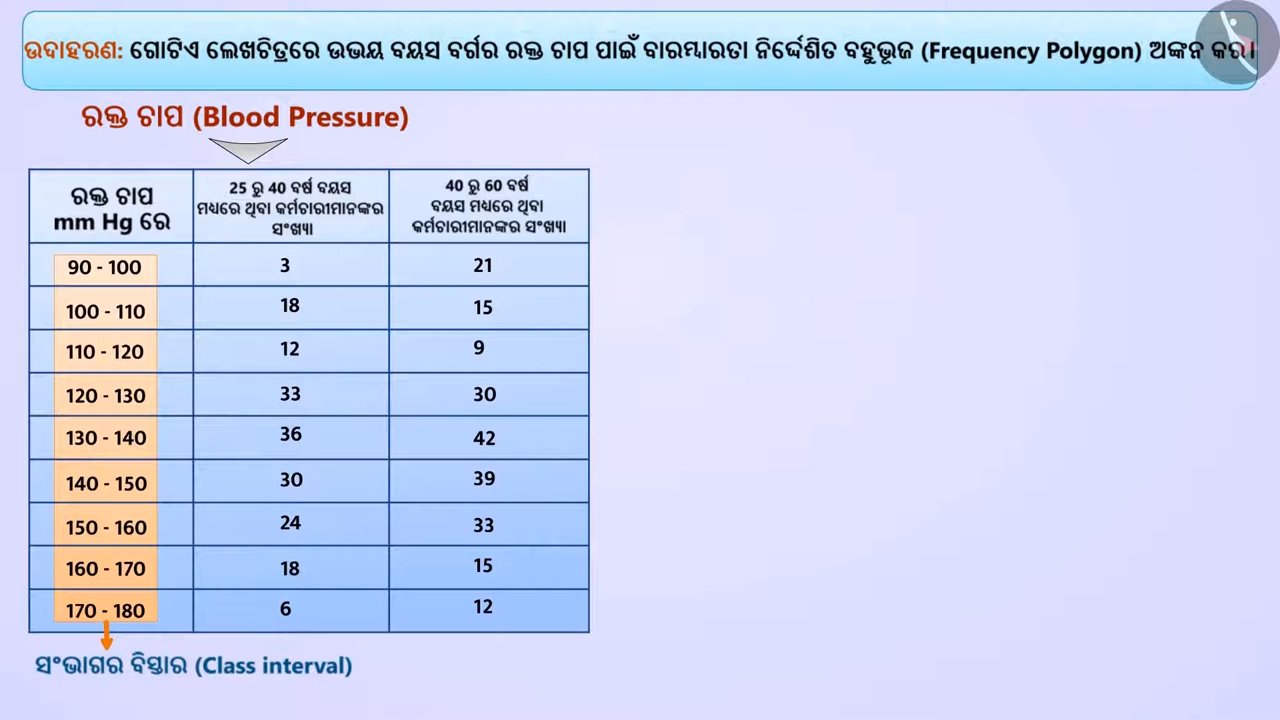 ଉଦାହରଣ: ଗୋଟିଏ ଲେଖଚିତ୍ରରେ ଉଭୟ ବୟସ ବର୍ଗର ରକ୍ତ ଚାପ ପାଇଁ ବାରମ୍ବାରତା ନିର୍ଦ୍ଦେଶିତ ବହୁଭୂଜ (Frequency Polygon) ଅଙ୍କନ କର।
ରକ୍ତ ଚାପ (Blood Pressure)
ରକ୍ତ ଚାପ
mm Hg ରେ
25 ରୁ 40 ବର୍ଷ ବୟସ
ମଧ୍ୟରେ ଥିବା କର୍ମଚାରୀମାନଙ୍କର
ସଂଖ୍ୟା
40 ରୁ 60 ବର୍ଷ
ବୟସ ମଧ୍ୟରେ ଥିବା
କର୍ମଚାରୀମାନଙ୍କର ସଂଖ୍ୟା
90 - 100 3 21
100 - 110 18 15
110 - 120 12 9
120 - 130 33 30
130 - 140 36 42
140 - 150 30 39
150 - 160 24 33
160 - 170 18 15
170 - 180 6 12
ସଂଭାଗର ବିସ୍ତାର (Class interval)